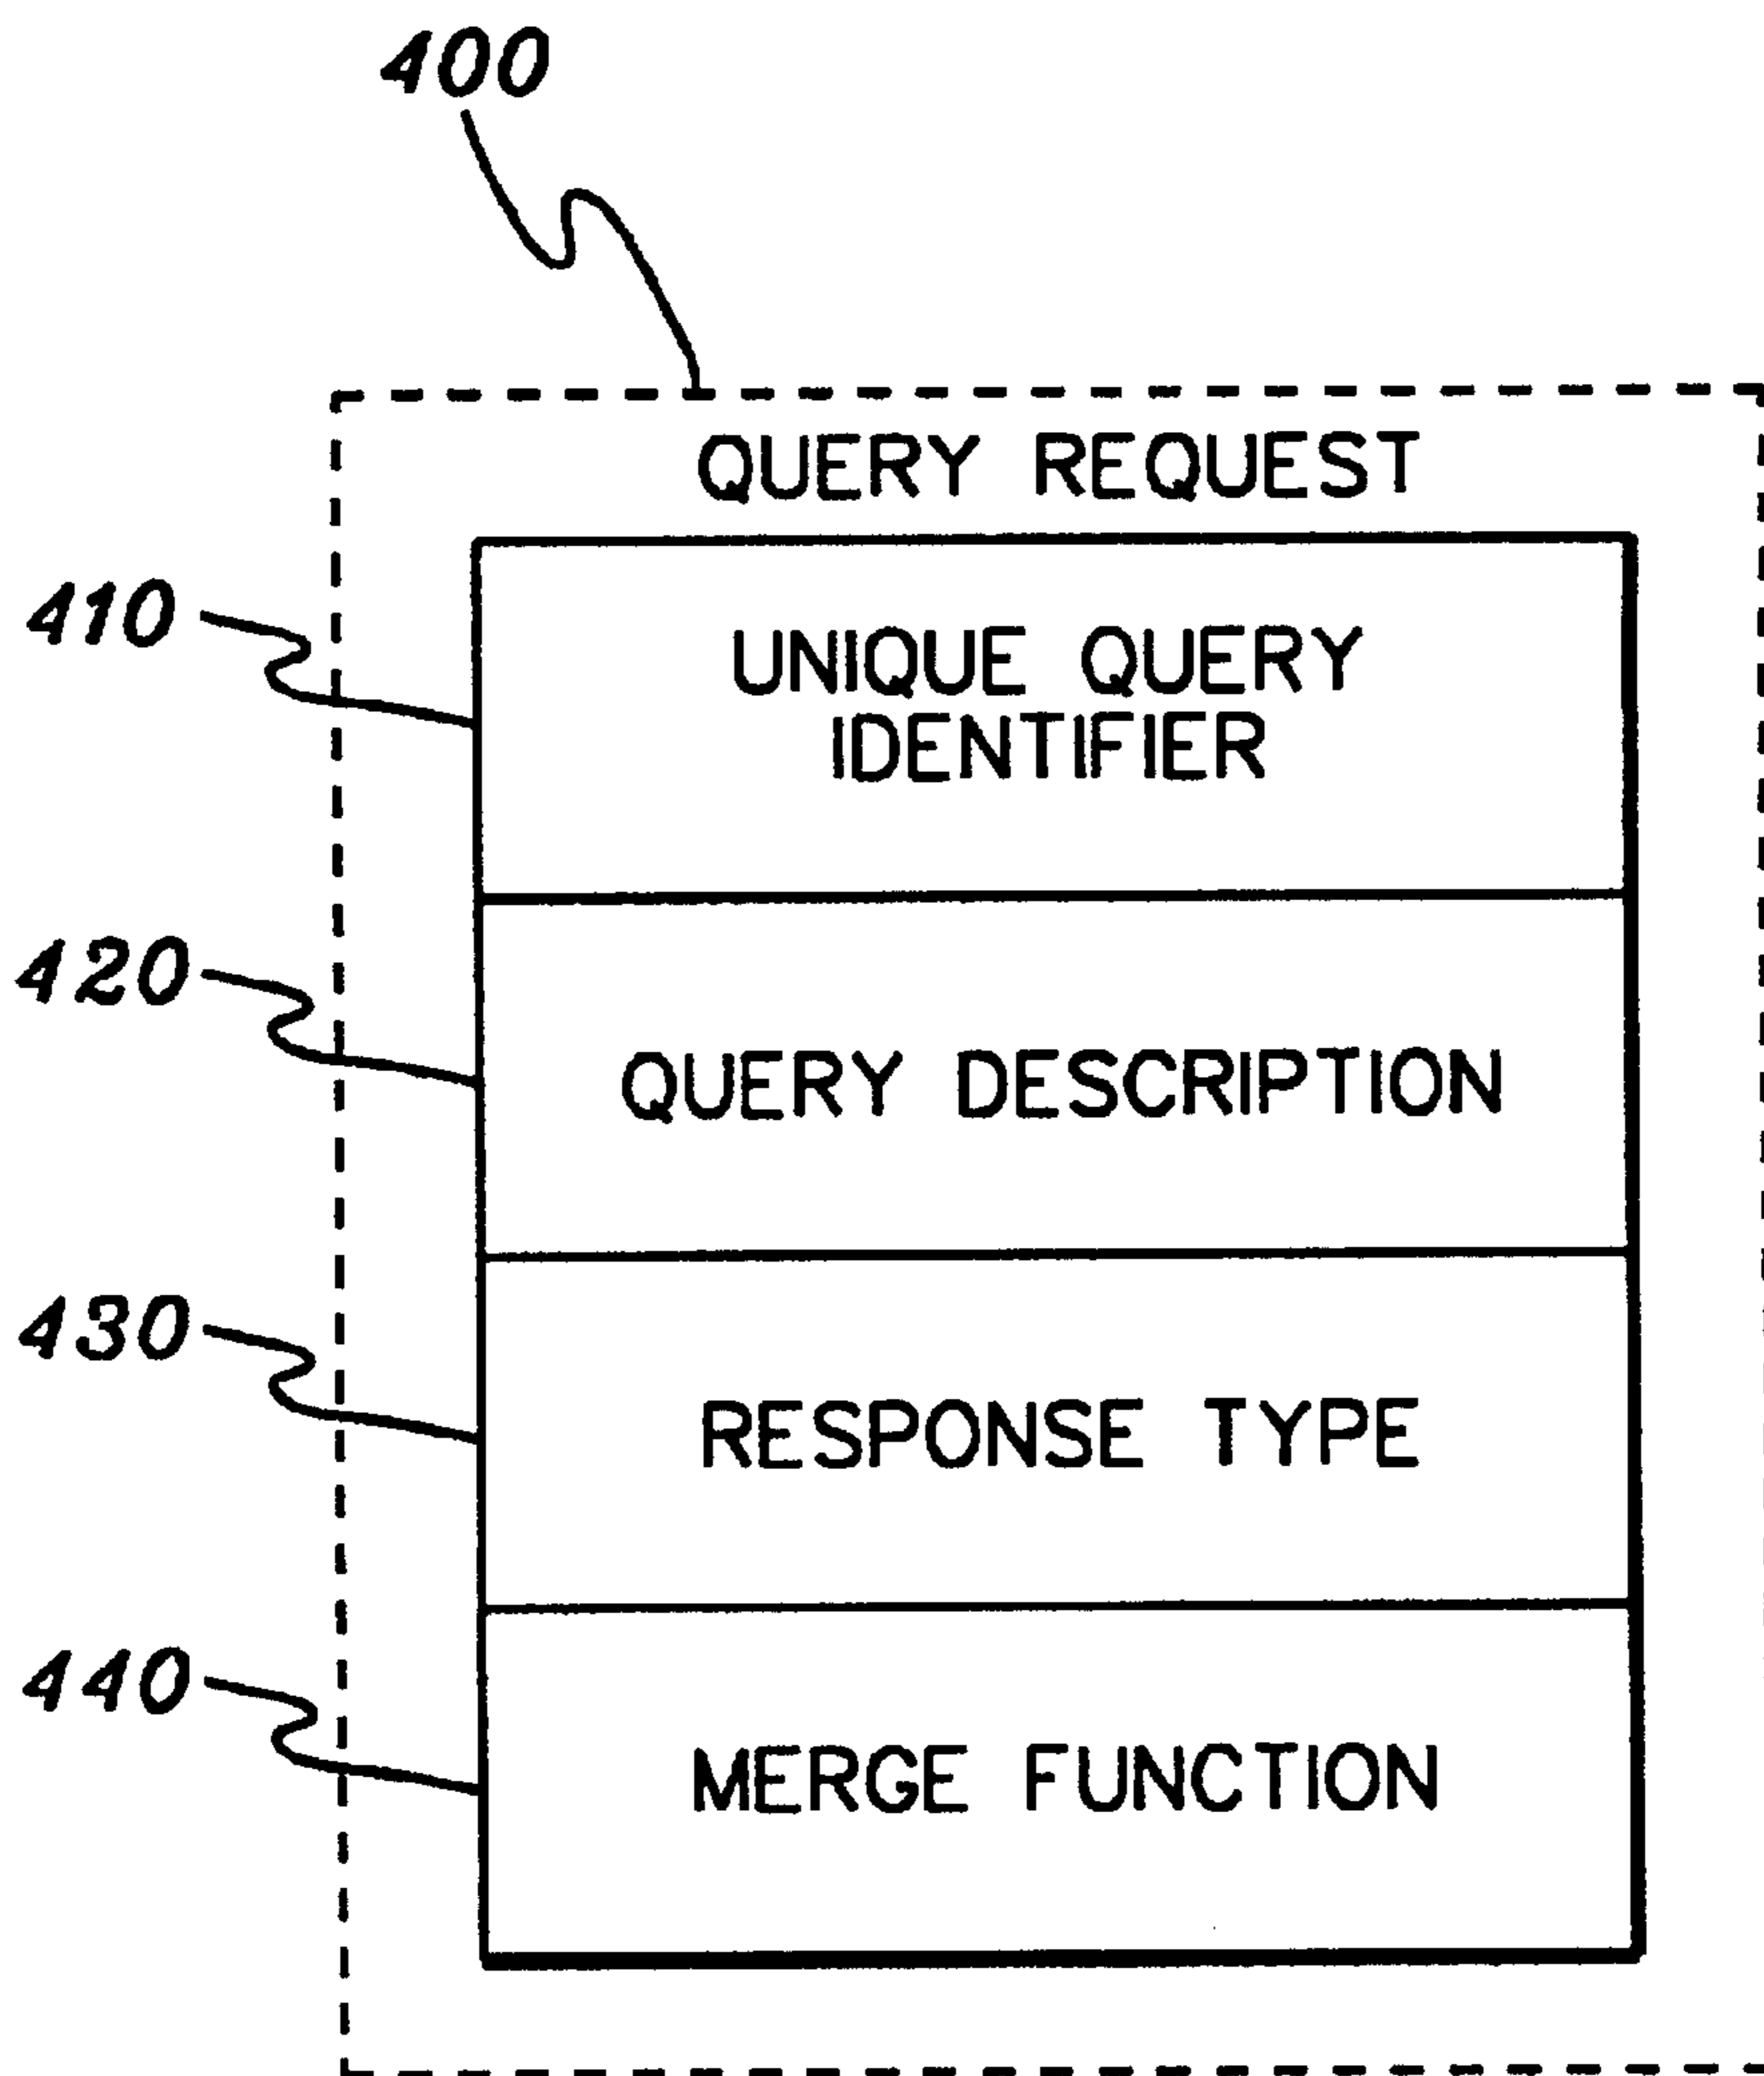 400
QUERY REQUEST
410
UNIQUE QUERY
IDENTIFIER
420
QUERY DESCRIPTION
430
RESPONSE TYPE
440
MERGE FUNCTION